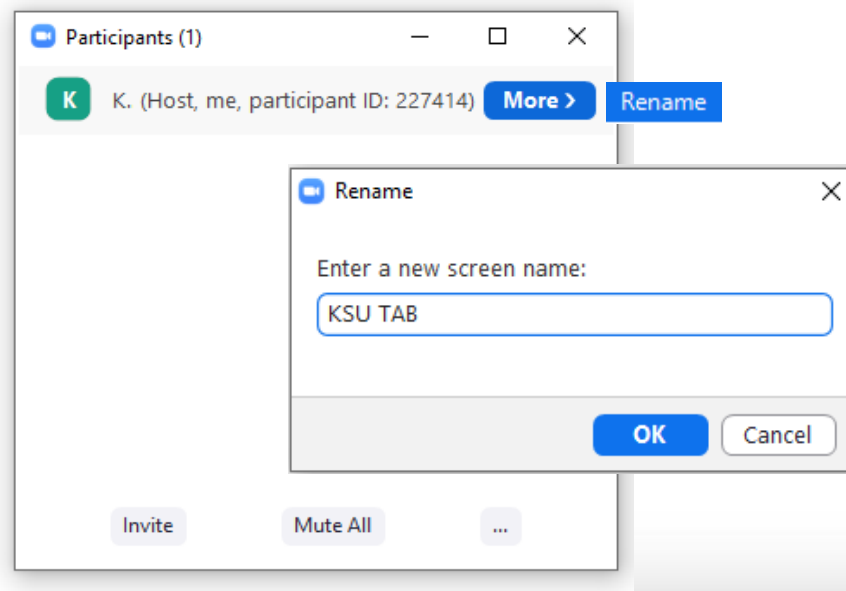 Participants (1)
K
K. (Host, me, participant ID: 227414)
More >
Rename
Rename
Enter a new screen name:
KSU TAB
OK
Cancel
Invite
Mute All
...